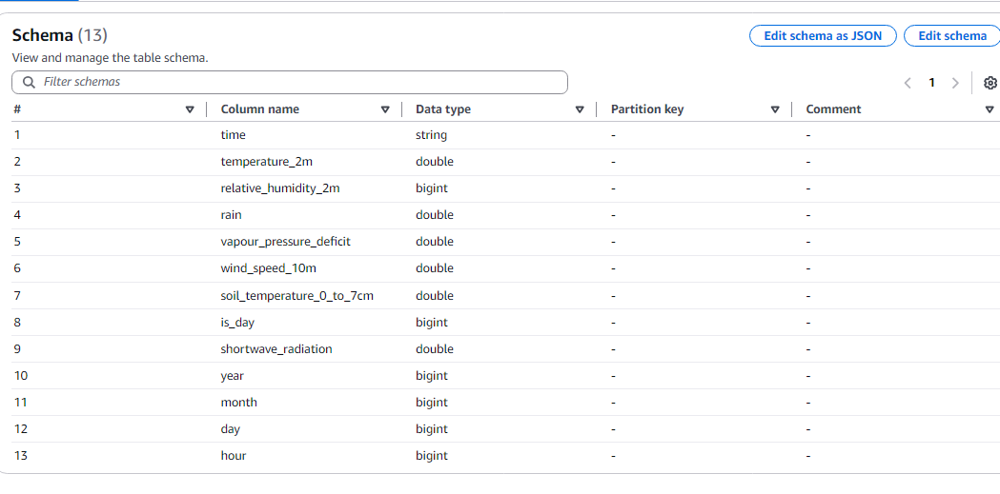 Schema (13)
Edit schema as JSON
Edit schema
View and manage the table schema.
Filter schemas
1
# Column name Data type Partition key Comment
1 time string - -
2 temperature_2m double - -
3 relative_humidity_2m bigint - -
4 rain double - -
5 vapour_pressure_deficit double - -
6 wind_speed_10m double - -
7 soil_temperature_0_to_7cm double - -
8 is_day bigint - -
9 shortwave_radiation double - -
10 year bigint - -
11 month bigint - -
12 day bigint - -
13 hour bigint - -